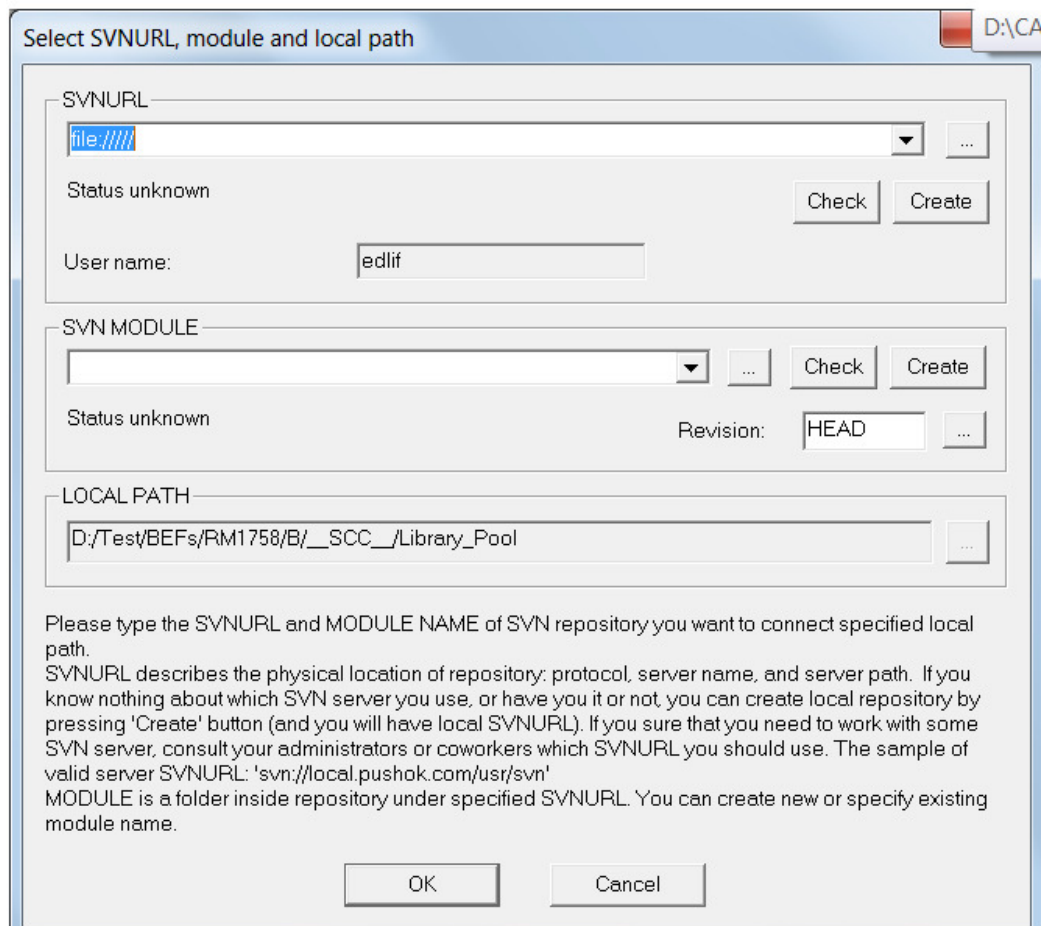 Select SVNURL, module and local path
D:\CA
SVNURL
file://///
...
Status unknown
Check
Create
User name:
edlif
SVN MODULE
...
Check
Create
Status unknown
Revision:
HEAD
...
LOCAL PATH
D:/Test/BEFs/RM1758/B/__SCC__/Library_Pool
...
Please type the SVNURL and MODULE NAME of SVN repository you want to connect specified local
path.
SVNURL describes the physical location of repository: protocol, server name, and server path.  If you
know nothing about which SVN server you use, or have you it or not, you can create local repository by
pressing 'Create' button (and you will have local SVNURL). If you sure that you need to work with some
SVN server, consult your administrators or coworkers which SVNURL you should use. The sample of
valid server SVNURL: 'svn://local.pushok.com/usr/svn'
MODULE is a folder inside repository under specified SVNURL. You can create new or specify existing
module name.
OK
Cancel